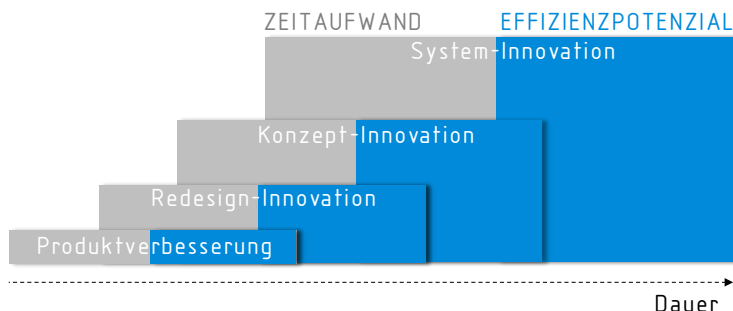 ZEITAUFWAND EFFIZIENZPOTENZIAL
System-Innovation
Konzept-Innovation
Redesign-Innovation
Produktverbesserung
Dauer